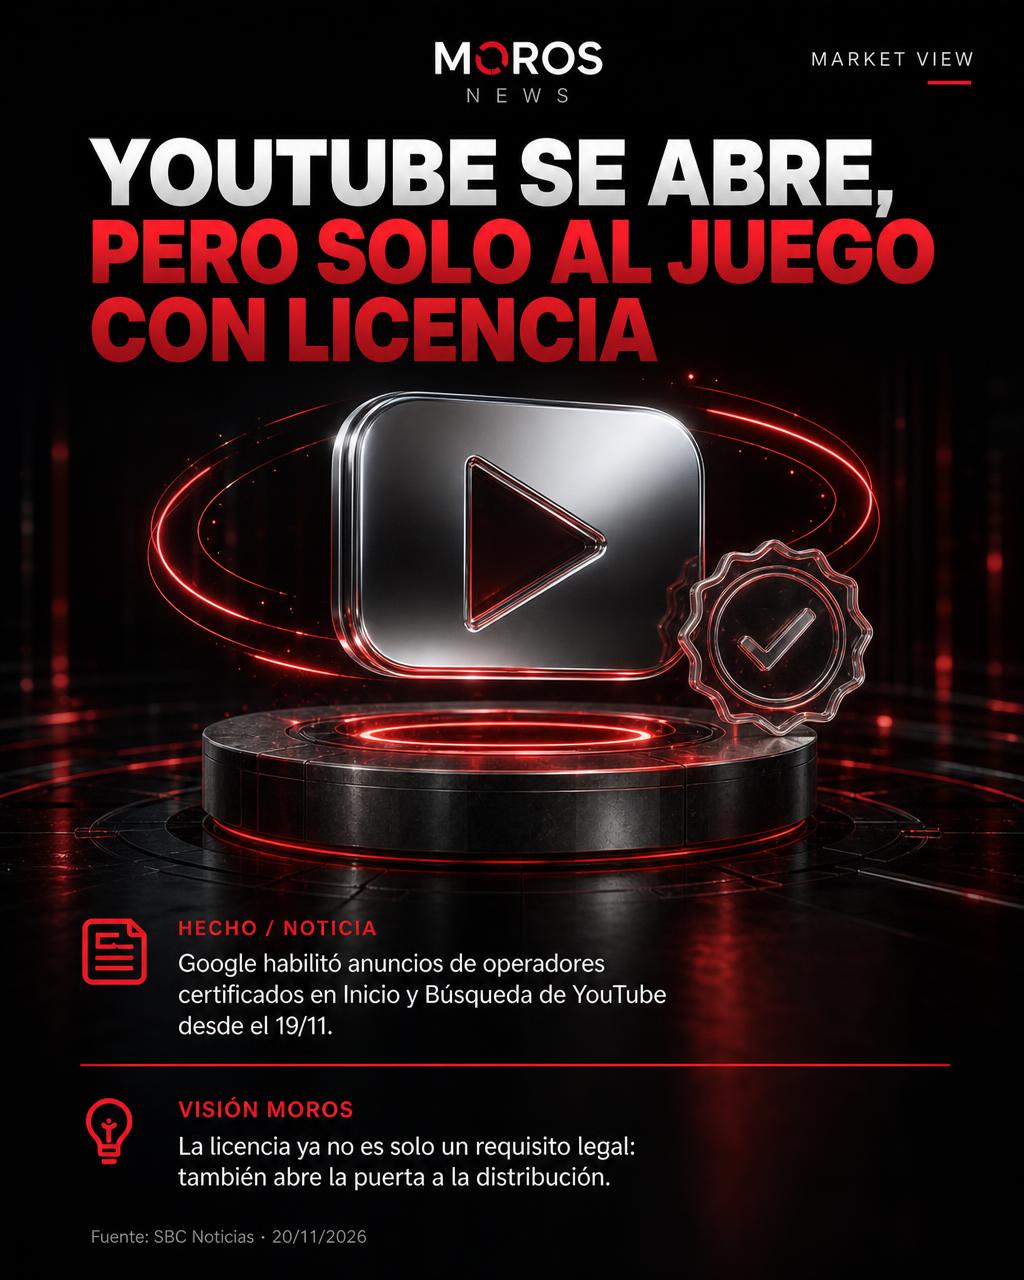 MOROS
NEWS
MARKET VIEW
YOUTUBE SE ABRE,
PERO SOLO AL JUEGO
CON LICENCIA
HECHO / NOTICIA
Google habilitó anuncios de operadores
certificados en Inicio y Búsqueda de YouTube
desde el 19/11.
VISIÓN MOROS
La licencia ya no es solo un requisito legal:
también abre la puerta a la distribución.
Fuente: SBC Noticias · 20/11/2026